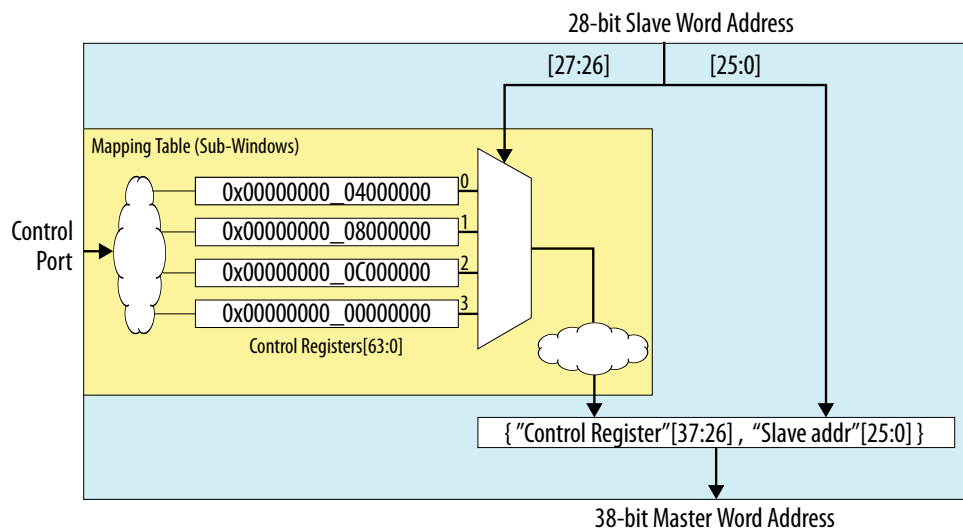 28-bit Slave Word Address
[27:26]
[25:0]
Mapping Table (Sub-Windows)
0x00000000_04000000
0
0x00000000_08000000
1
Control
Port
0x00000000_0C000000
2
0x00000000_00000000
3
Control Registers[63:0]
{ "Control Register"[37:26] , “Slave addr”[25:0] }
38-bit Master Word Address